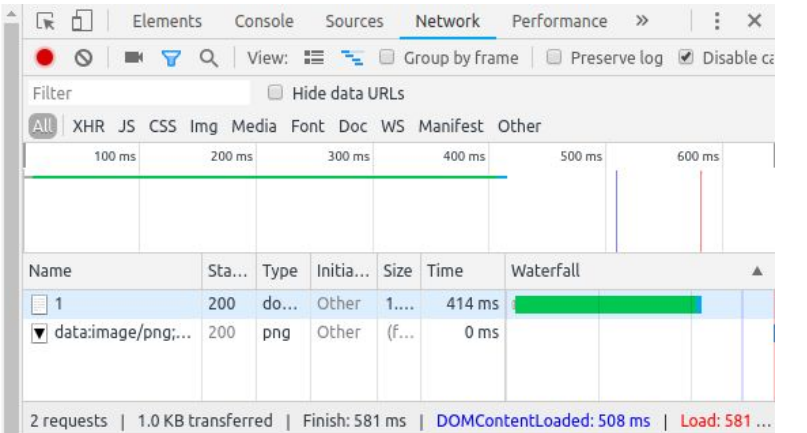 Elements Console Sources Network Performance »
View: Group by frame Preserve log Disable ca
Filter Hide data URLs
All XHR JS CSS Img Media Font Doc WS Manifest Other
100 ms 200 ms 300 ms 400 ms 500 ms 600 ms
Name Sta... Type Initia... Size Time Waterfall
1 200 do... Other 1.... 414 ms
data:image/png;... 200 png Other (f... 0 ms
2 requests | 1.0 KB transferred | Finish: 581 ms | DOMContentLoaded: 508 ms | Load: 581 ...